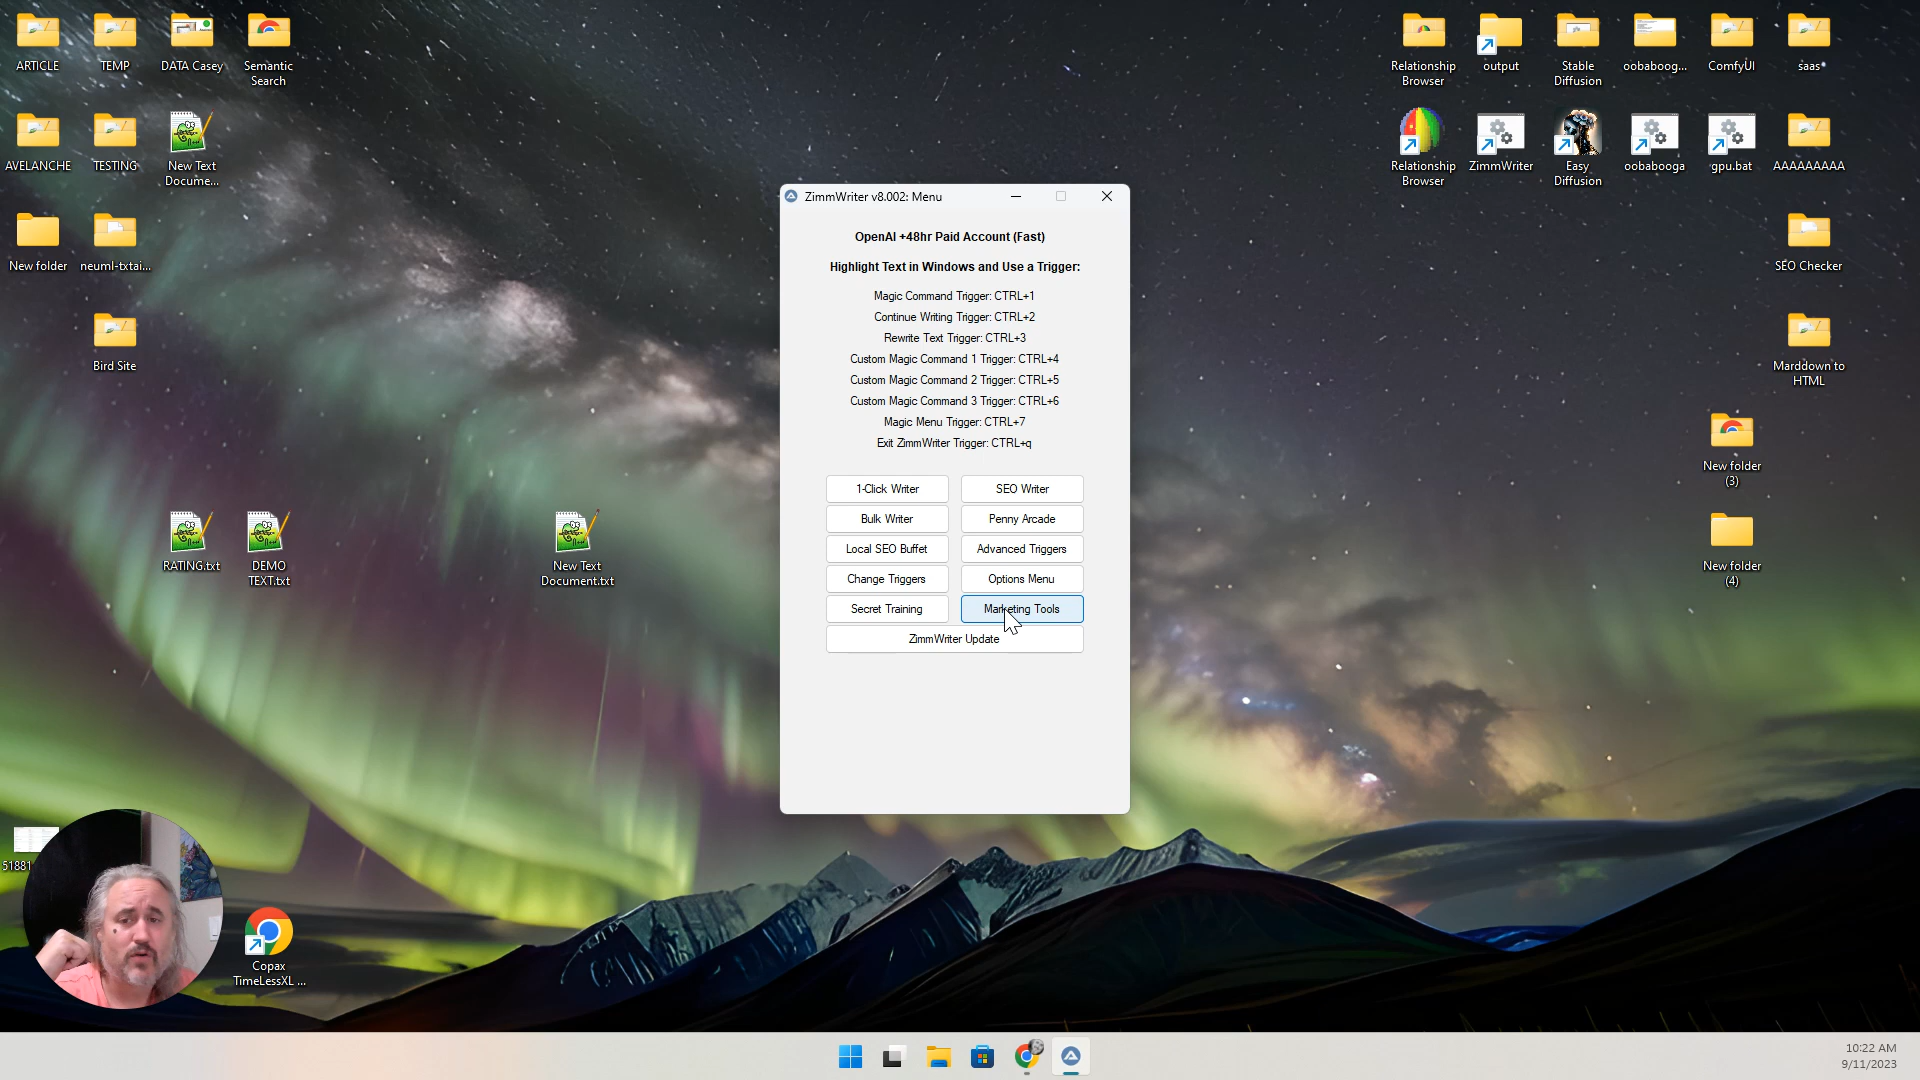 ARTICLE
TEMP
DATA Casey
Semantic
Search
Relationship
Browser
output
Stable
Diffusion
oobaboog...
ComfyUI
saas
AVELANCHE
TESTING
New Text
Docume...
Relationship
Browser
ZimmWriter
Easy
Diffusion
oobabooga
gpu.bat
AAAAAAAAA
New folder
neuml-txtai...
SEO Checker
Bird Site
Marddown to
HTML
New folder
(3)
RATING.txt
DEMO
TEXT.txt
New Text
Document.txt
New folder
(4)
ZimmWriter v8.002: Menu
OpenAI +48hr Paid Account (Fast)
Highlight Text in Windows and Use a Trigger:
Magic Command Trigger: CTRL+1
Continue Writing Trigger: CTRL+2
Rewrite Text Trigger: CTRL+3
Custom Magic Command 1 Trigger: CTRL+4
Custom Magic Command 2 Trigger: CTRL+5
Custom Magic Command 3 Trigger: CTRL+6
Magic Menu Trigger: CTRL+7
Exit ZimmWriter Trigger: CTRL+q
1-Click Writer
SEO Writer
Bulk Writer
Penny Arcade
Local SEO Buffet
Advanced Triggers
Change Triggers
Options Menu
Secret Training
Marketing Tools
ZimmWriter Update
51881
Copax
TimeLessXL ...
10:22 AM
9/11/2023